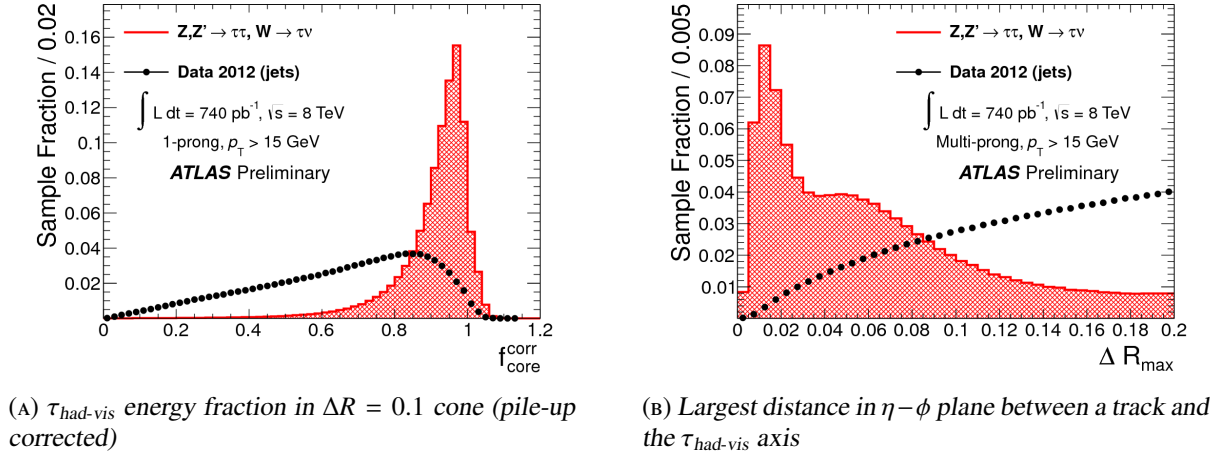 Sample Fraction / 0.02
0.16
0.14
0.12
0.1
0.08
0.06
0.04
0.02
0
0.2
0.4
0.6
0.8
1
1.2
Z,Z' → ττ, W → τν
Data 2012 (jets)
∫ L dt = 740 pb⁻¹, √s = 8 TeV
1-prong, p_T > 15 GeV
ATLAS Preliminary
f_core^corr
Sample Fraction / 0.005
0.09
0.08
0.07
0.06
0.05
0.04
0.03
0.02
0.01
0
0.02
0.04
0.06
0.08
0.1
0.12
0.14
0.16
0.18
0.2
Z,Z' → ττ, W → τν
Data 2012 (jets)
∫ L dt = 740 pb⁻¹, √s = 8 TeV
Multi-prong, p_T > 15 GeV
ATLAS Preliminary
Δ R_max
(A) τ_had-vis energy fraction in ΔR = 0.1 cone (pile-up
corrected)
(B) Largest distance in η−ϕ plane between a track and
the τ_had-vis axis